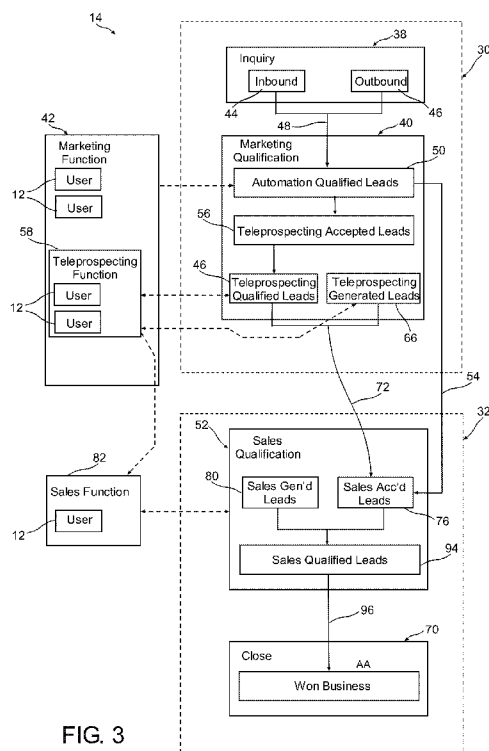 14
38
30
Inquiry
Inbound
Outbound
44
46
48
40
42
Marketing
Function
Marketing
Qualification
50
User
12
User
Automation Qualified Leads
58
56
Teleprospecting Accepted Leads
Teleprospecting
Function
46
Teleprospecting
Qualified Leads
Teleprospecting
Generated Leads
User
12
User
66
54
72
32
52
Sales
Qualification
82
80
Sales Gen'd
Leads
Sales Acc'd
Leads
Sales Function
76
12
User
Sales Qualified Leads
94
96
70
Close
AA
Won Business
FIG. 3